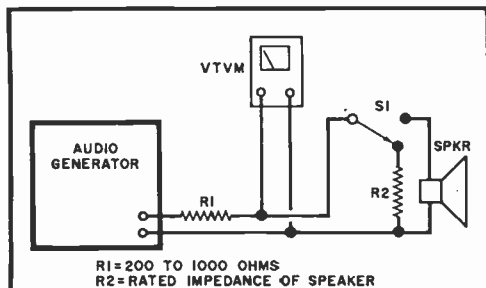 VTVM
S1
SPKR
AUDIO
GENERATOR
R1
R2
R1=200 TO 1000 OHMS
R2=RATED IMPEDANCE OF SPEAKER